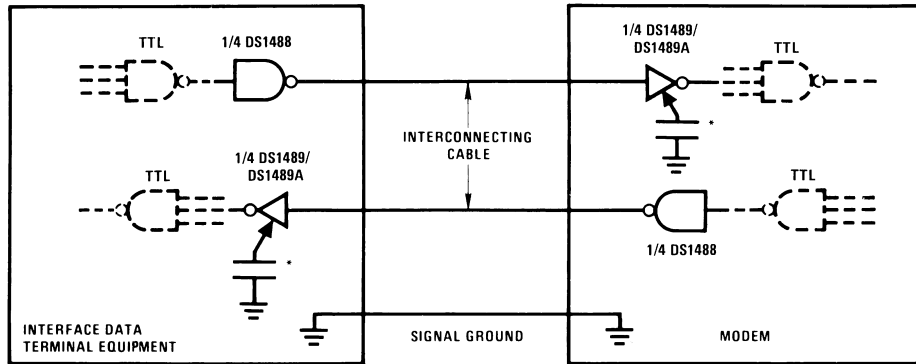 TTL
1/4 DS1488
1/4 DS1489/
DS1489A
TTL
*
INTERCONNECTING
CABLE
TTL
1/4 DS1489/
DS1489A
TTL
1/4 DS1488
*
INTERFACE DATA
TERMINAL EQUIPMENT
SIGNAL GROUND
MODEM